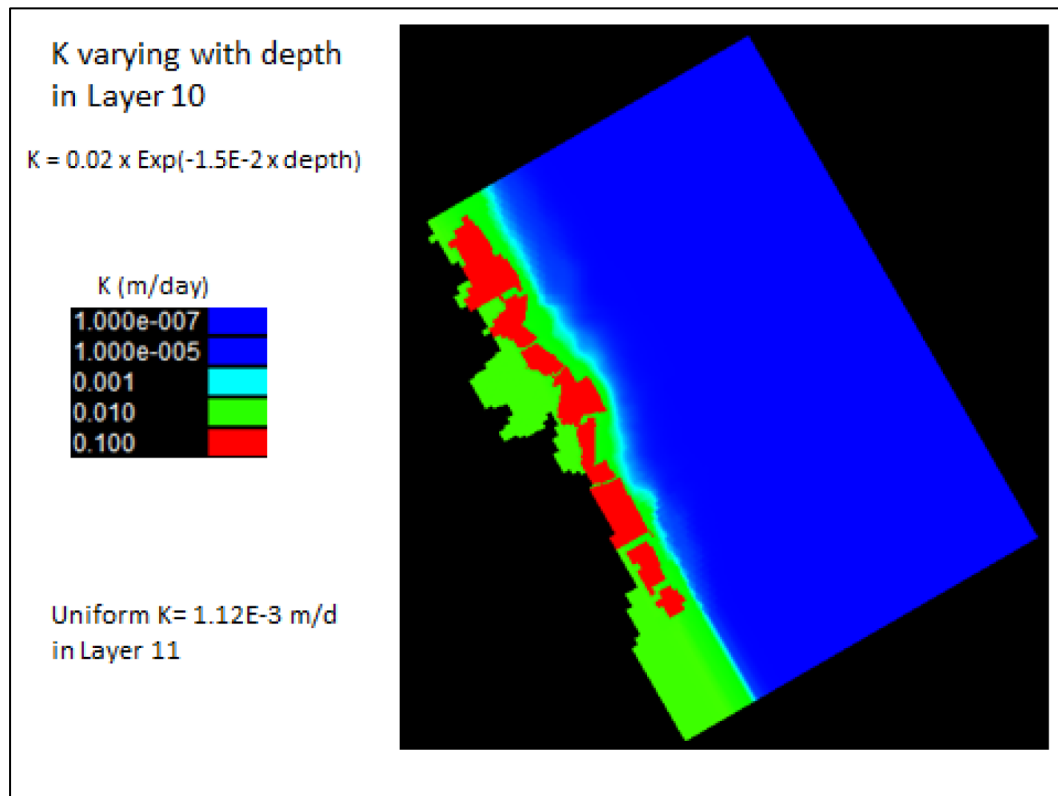 K varying with depth
in Layer 10
K = 0.02 x Exp(-1.5E-2 x depth)
K (m/day)
1.000e-007
1.000e-005
0.001
0.010
0.100
Uniform K= 1.12E-3 m/d
in Layer 11